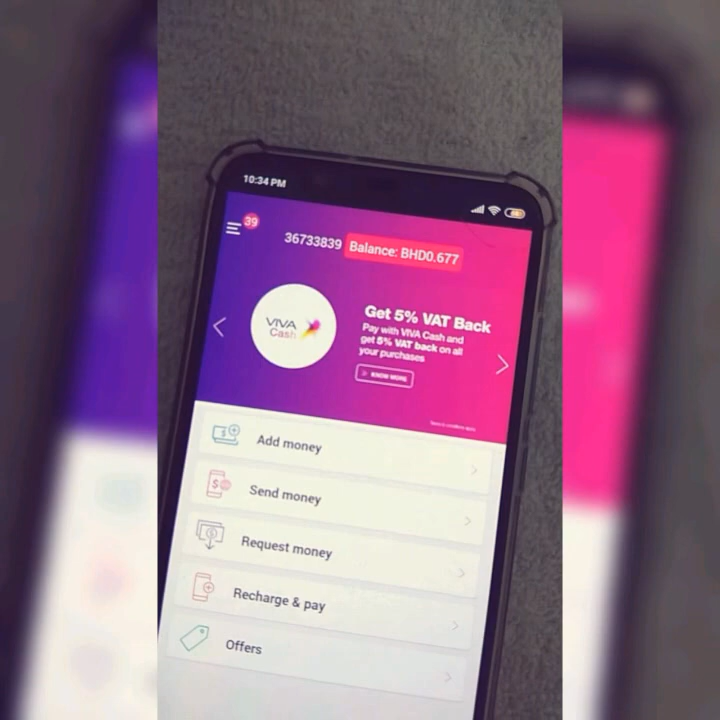 10:34 PM
39
36733839 Balance: BHD0.677
VIVA
Cash
Get 5% VAT Back
Pay with VIVA Cash and
get 5% VAT back on all
your purchases
KNOW MORE
Add money
Send money
Request money
Recharge & pay
Offers